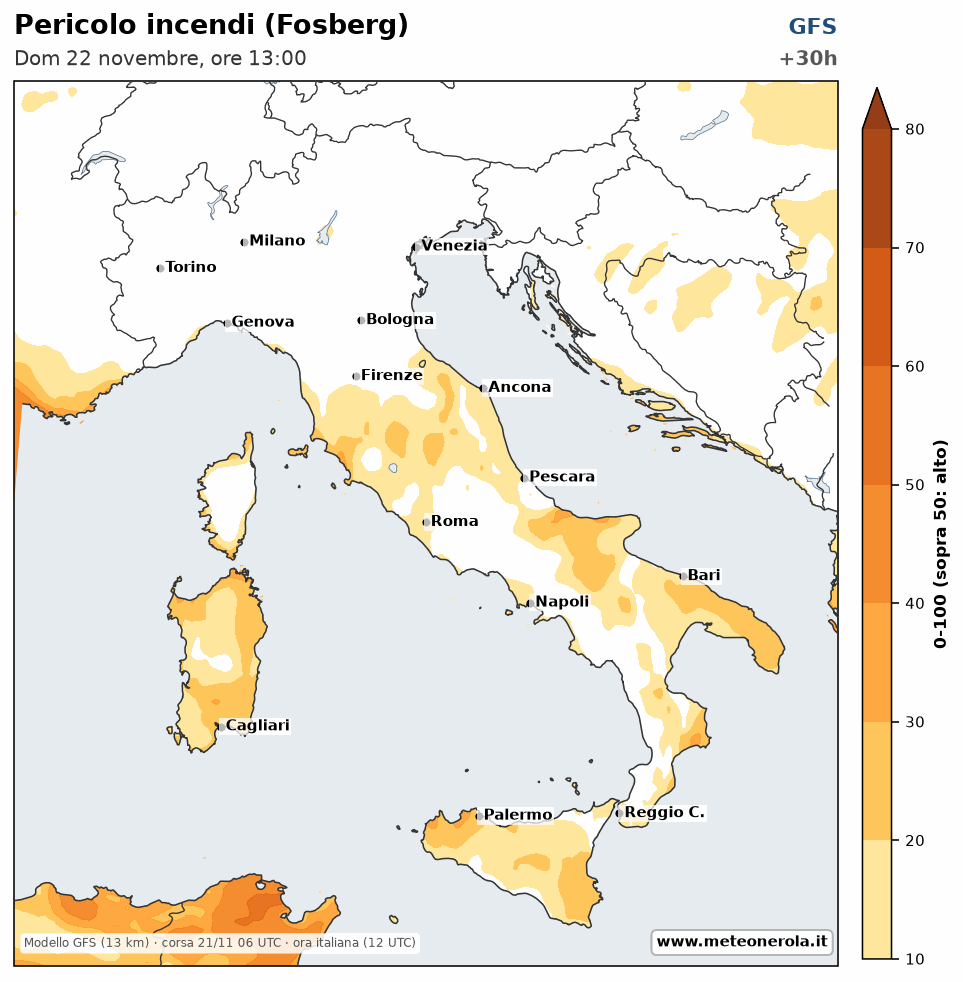 Pericolo incendi (Fosberg)
GFS
Dom 22 novembre, ore 13:00
+30h
Milano
Venezia
Torino
Genova
Bologna
Firenze
Ancona
Pescara
Roma
Bari
Napoli
Cagliari
Palermo
Reggio C.
80
70
60
50
40
30
20
10
0-100 (sopra 50: alto)
Modello GFS (13 km) · corsa 21/11 06 UTC · ora italiana (12 UTC)
www.meteonerola.it